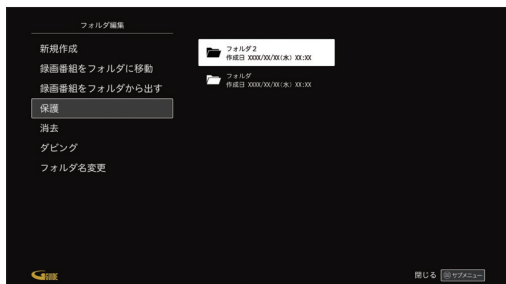 フォルダ編集
新規作成
録画番組をフォルダに移動
録画番組をフォルダから出す
保護
消去
ダビング
フォルダ名変更
フォルダ2
作成日 XXXX/XX/XX(水) XX:XX
フォルダ
作成日 XXXX/XX/XX(水) XX:XX
G GUIDE
閉じる サブメニュー